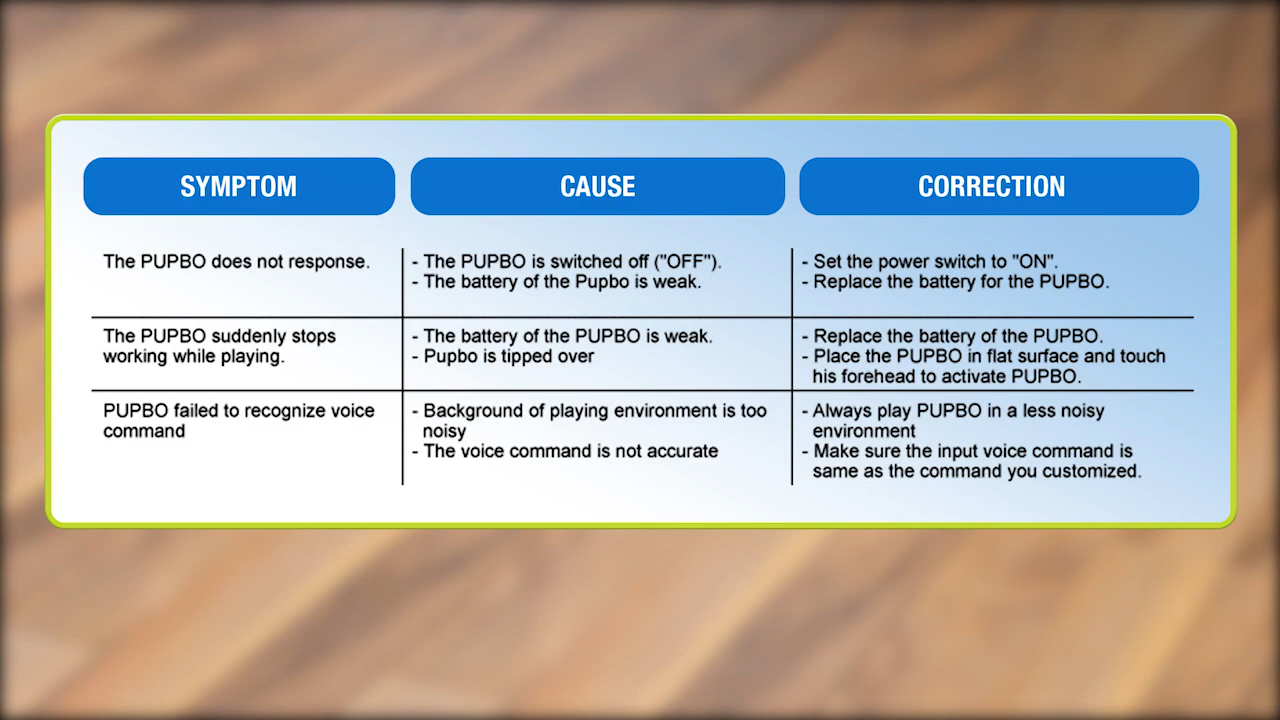 SYMPTOM CAUSE CORRECTION
The PUPBO does not response.
- The PUPBO is switched off ("OFF").
- The battery of the Pupbo is weak.
- Set the power switch to "ON".
- Replace the battery for the PUPBO.
The PUPBO suddenly stops
working while playing.
- The battery of the PUPBO is weak.
- Pupbo is tipped over
- Replace the battery of the PUPBO.
- Place the PUPBO in flat surface and touch
his forehead to activate PUPBO.
PUPBO failed to recognize voice
command
- Background of playing environment is too
noisy
- The voice command is not accurate
- Always play PUPBO in a less noisy
environment
- Make sure the input voice command is
same as the command you customized.